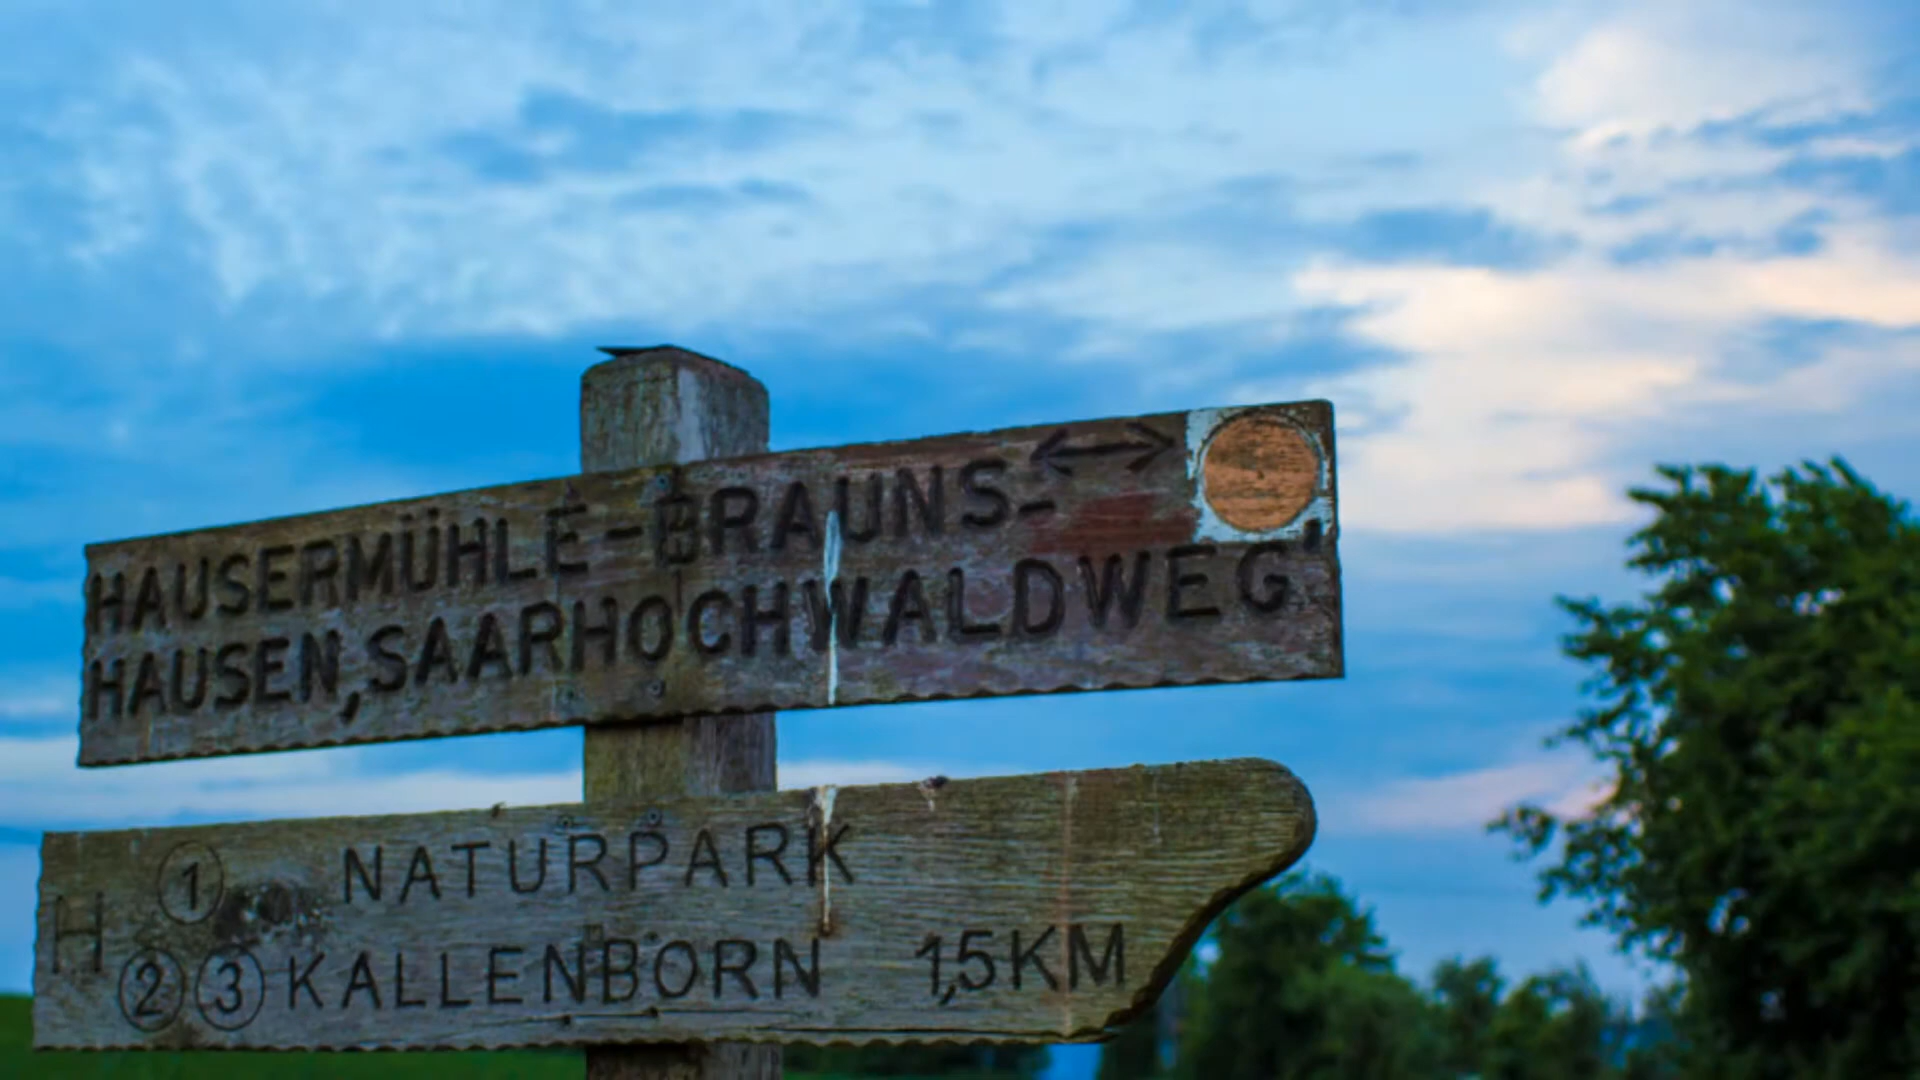 HAUSERMÜHLE-BRAUNS-
HAUSEN,SAARHOCHWALDWEG'
H 1 NATURPARK
2 3 KALLENBORN 1,5KM